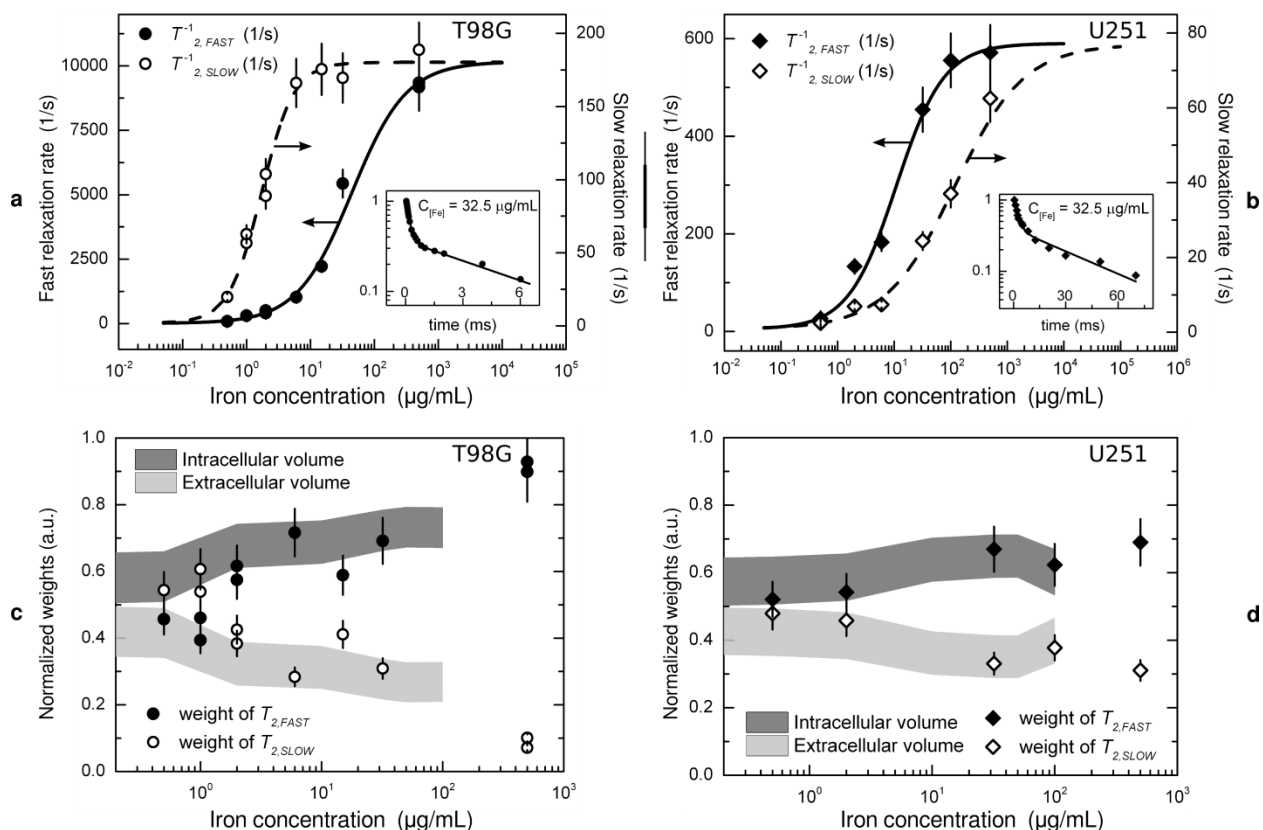 a
T98G
T⁻¹ 2, FAST (1/s)
T⁻¹ 2, SLOW (1/s)
Fast relaxation rate (1/s)
10000
7500
5000
2500
0
Slow relaxation rate (1/s)
200
150
100
50
0
C[Fe] = 32.5 µg/mL
1
0.1
0 3 6
time (ms)
10⁻² 10⁻¹ 10⁰ 10¹ 10² 10³ 10⁴ 10⁵
Iron concentration (µg/mL)
b
U251
T⁻¹ 2, FAST (1/s)
T⁻¹ 2, SLOW (1/s)
Fast relaxation rate (1/s)
600
400
200
0
Slow relaxation rate (1/s)
80
60
40
20
0
C[Fe] = 32.5 µg/mL
1
0.1
0 30 60
time (ms)
10⁻² 10⁻¹ 10⁰ 10¹ 10² 10³ 10⁴ 10⁵ 10⁶
Iron concentration (µg/mL)
c
T98G
Intracellular volume
Extracellular volume
Normalized weights (a.u.)
1.0
0.8
0.6
0.4
0.2
0.0
weight of T2,FAST
weight of T2,SLOW
10⁰ 10¹ 10² 10³
Iron concentration (µg/mL)
d
U251
Normalized weights (a.u.)
1.0
0.8
0.6
0.4
0.2
0.0
Intracellular volume
Extracellular volume
weight of T2,FAST
weight of T2,SLOW
10⁰ 10¹ 10² 10³
Iron concentration (µg/mL)